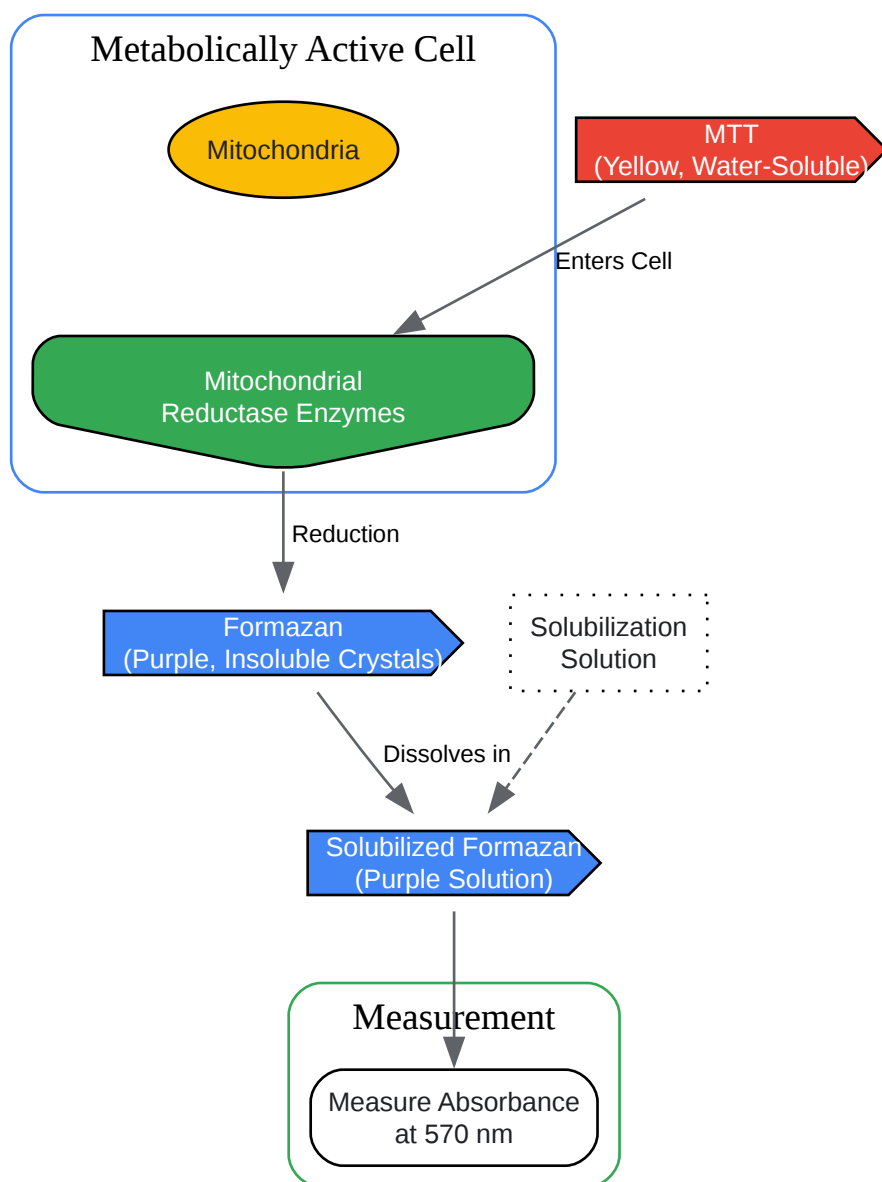 Metabolically Active Cell
Mitochondria
MTT
(Yellow, Water-Soluble)
Enters Cell
Mitochondrial
Reductase Enzymes
Reduction
Formazan
(Purple, Insoluble Crystals)
Solubilization
Solution
Dissolves in
Solubilized Formazan
(Purple Solution)
Measurement
Measure Absorbance
at 570 nm